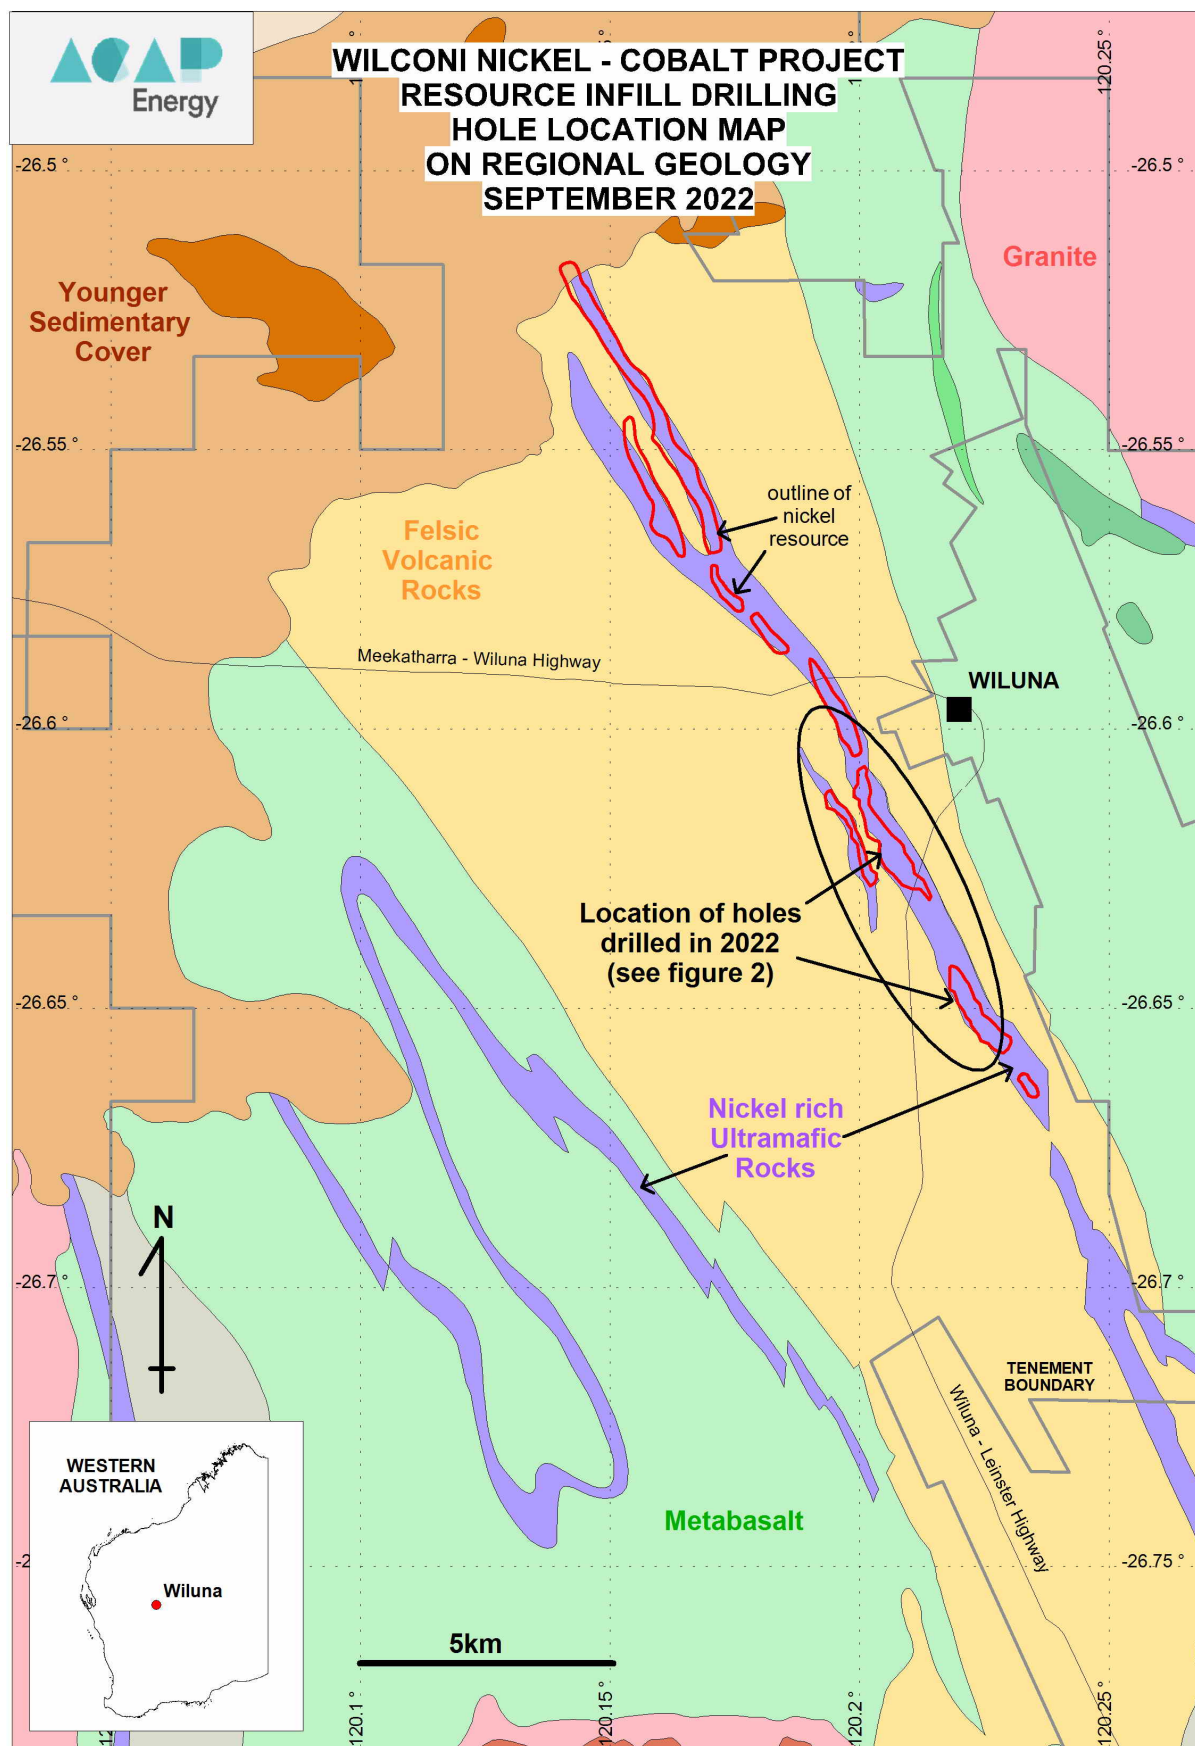 ACAP
Energy
WILCONI NICKEL - COBALT PROJECT
RESOURCE INFILL DRILLING
HOLE LOCATION MAP
ON REGIONAL GEOLOGY
SEPTEMBER 2022
120.25 °
-26.5 °
-26.5 °
Granite
Younger
Sedimentary
Cover
-26.55 °
-26.55 °
outline of
nickel
resource
Felsic
Volcanic
Rocks
Meekatharra - Wiluna Highway
WILUNA
-26.6 °
-26.6 °
Location of holes
drilled in 2022
(see figure 2)
-26.65 °
-26.65 °
Nickel rich
Ultramafic
Rocks
N
-26.7 °
-26.7 °
TENEMENT
BOUNDARY
Wiluna - Leinster Highway
WESTERN
AUSTRALIA
Wiluna
Metabasalt
-26.75 °
5km
120.1 °
120.15 °
120.2 °
120.25 °